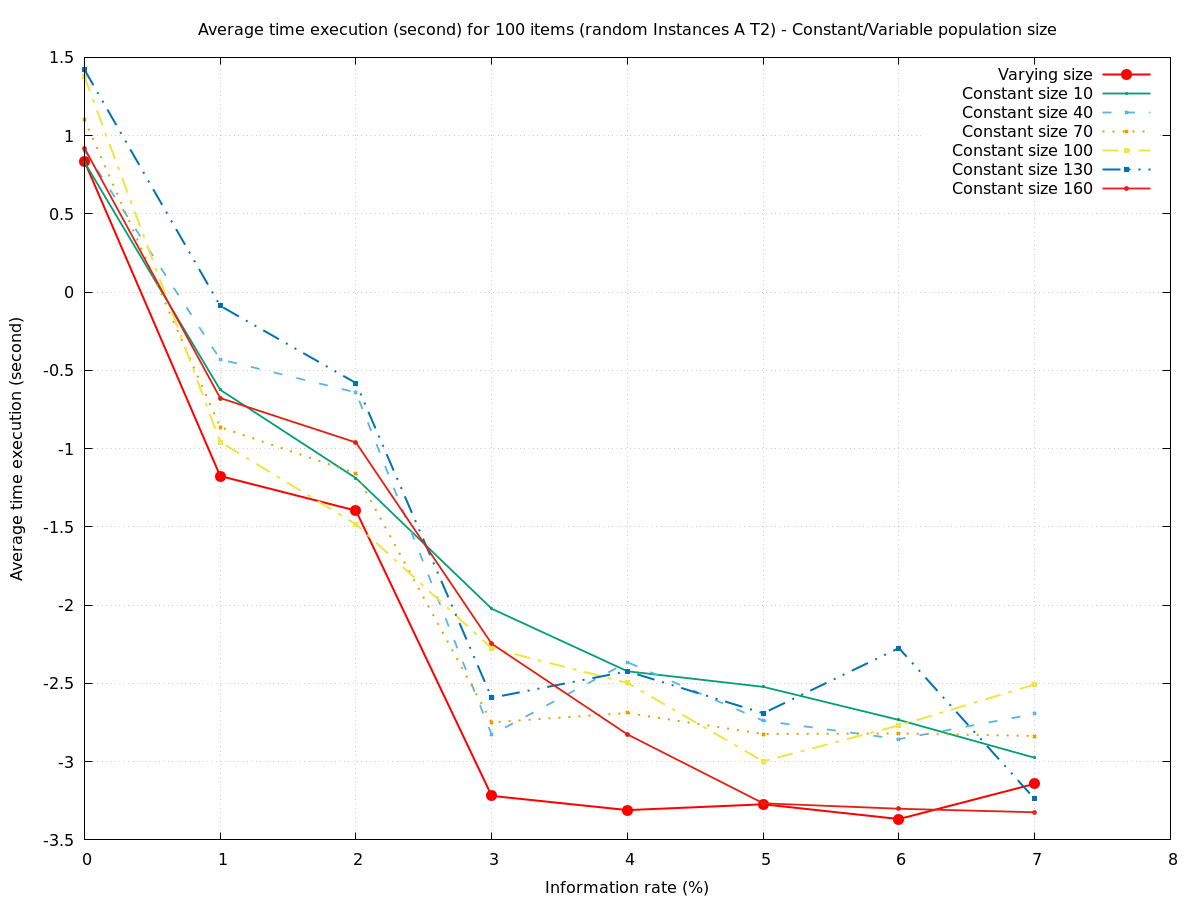 Average time execution (second) for 100 items (random Instances A T2) - Constant/Variable population size
Average time execution (second)
1.5
1
0.5
0
-0.5
-1
-1.5
-2
-2.5
-3
-3.5
Varying size
Constant size 10
Constant size 40
Constant size 70
Constant size 100
Constant size 130
Constant size 160
0 1 2 3 4 5 6 7 8
Information rate (%)